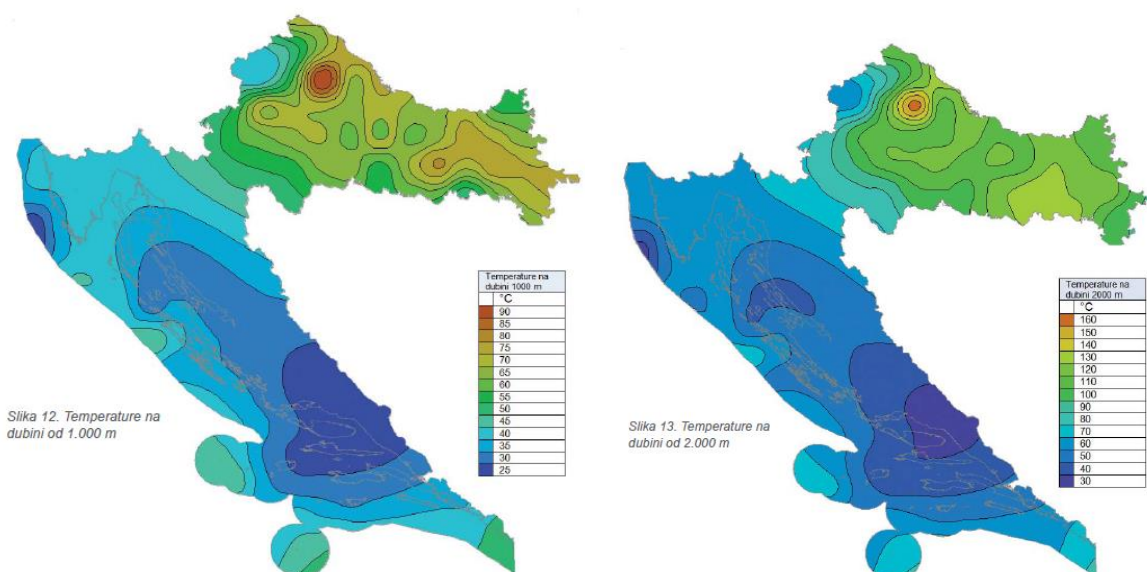 Temperature na
dubini 1000 m
°C
90
85
80
75
70
65
60
55
50
45
40
35
30
25
Slika 12. Temperature na
dubini od 1.000 m
Temperature na
dubini 2000 m
°C
160
150
140
130
120
110
100
90
80
70
60
50
40
30
Slika 13. Temperature na
dubini od 2.000 m